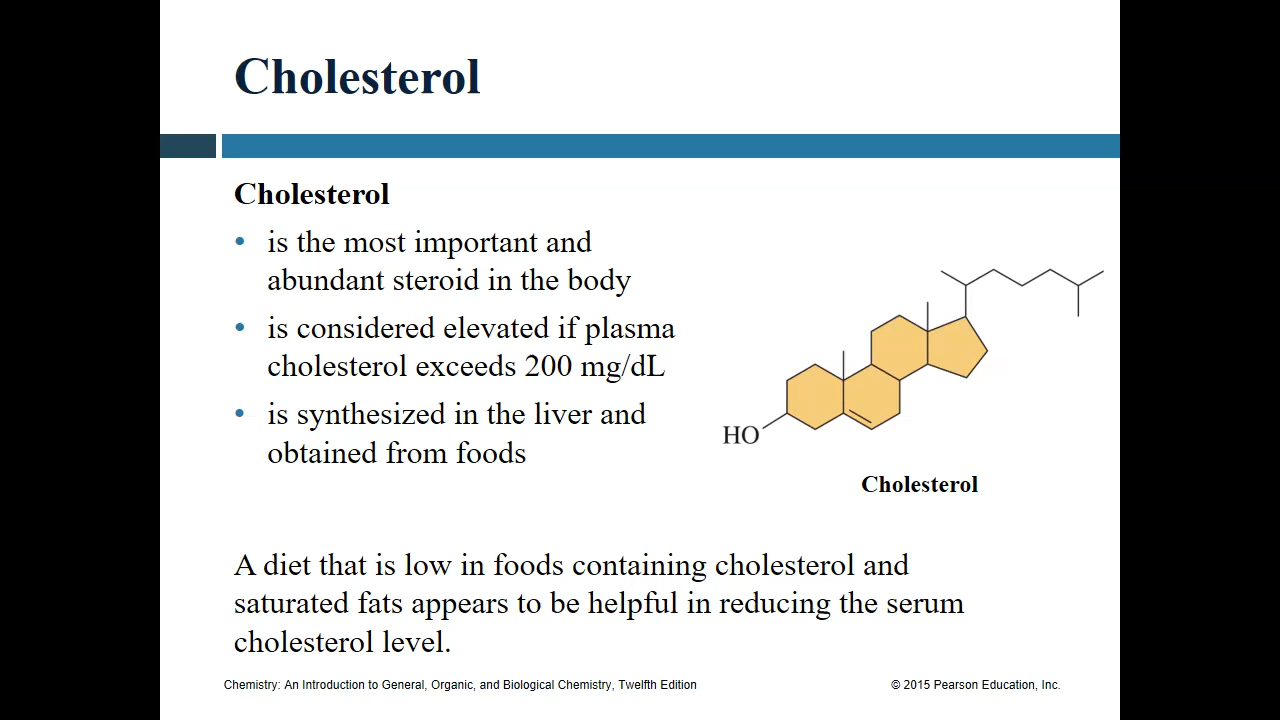 Cholesterol
Cholesterol
• is the most important and
abundant steroid in the body
• is considered elevated if plasma
cholesterol exceeds 200 mg/dL
• is synthesized in the liver and
obtained from foods
HO
Cholesterol
A diet that is low in foods containing cholesterol and
saturated fats appears to be helpful in reducing the serum
cholesterol level.
Chemistry: An Introduction to General, Organic, and Biological Chemistry, Twelfth Edition
© 2015 Pearson Education, Inc.